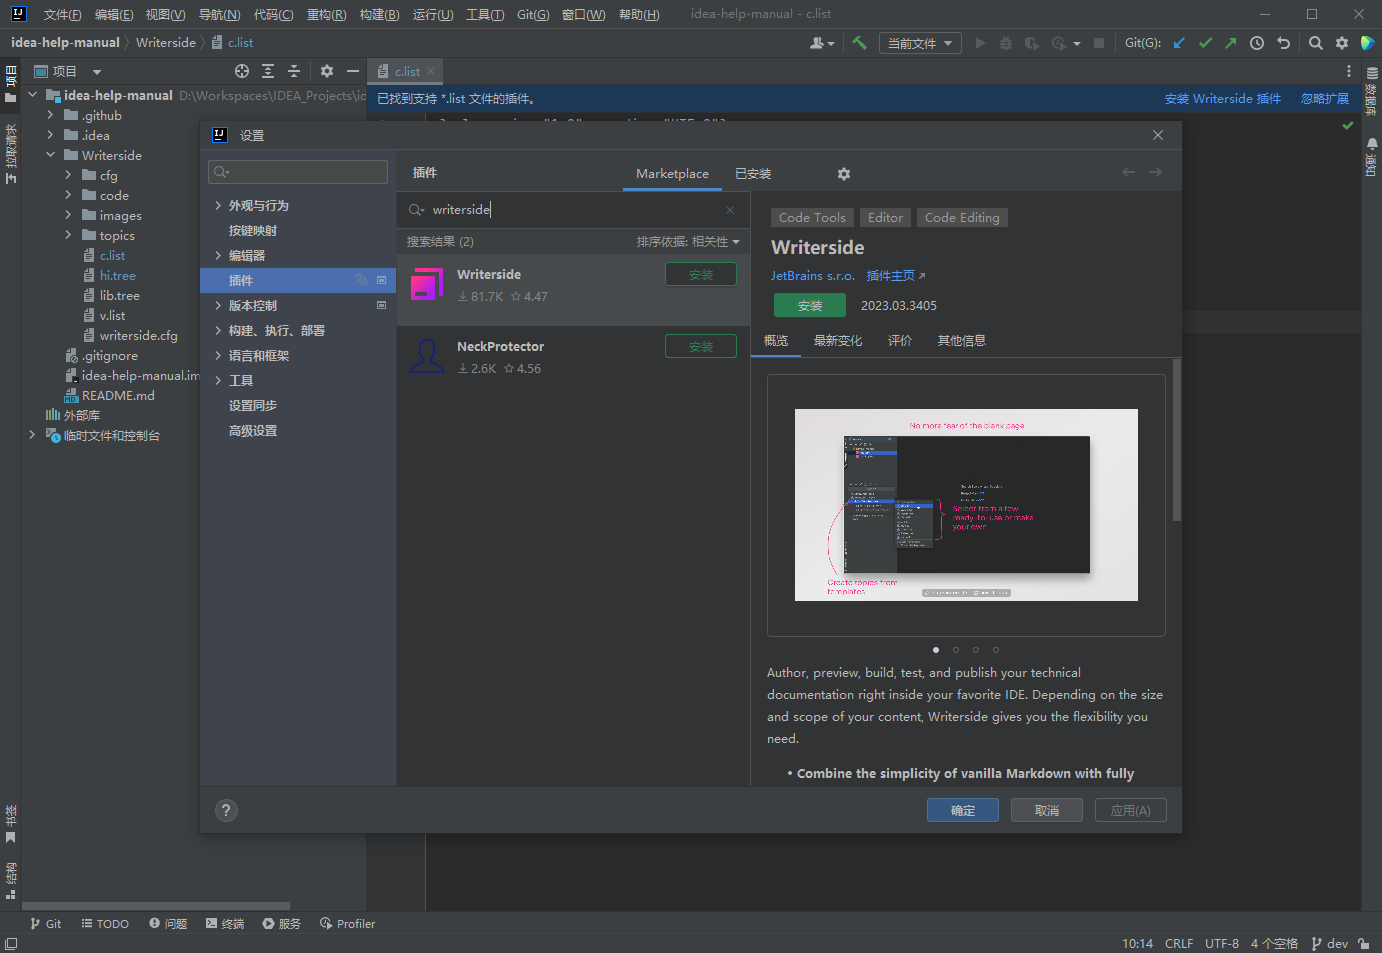 文件(F) 编辑(E) 视图(V) 导航(N) 代码(C) 重构(R) 构建(B) 运行(U) 工具(T) Git(G) 窗口(W) 帮助(H) idea-help-manual - c.list
idea-help-manual Writerside c.list 当前文件 Git(G):
项目 c.list
已找到支持 *.list 文件的插件。 安装 Writerside 插件 忽略扩展
项目
拉取请求
书签
结构
数据库
通知
idea-help-manual D:\Workspaces\IDEA_Projects\id
.github
.idea
Writerside
cfg
code
images
topics
c.list
hi.tree
lib.tree
v.list
writerside.cfg
.gitignore
idea-help-manual.im
README.md
外部库
临时文件和控制台
设置
外观与行为
按键映射
编辑器
插件
版本控制
构建、执行、部署
语言和框架
工具
设置同步
高级设置
插件 Marketplace 已安装
writerside
搜索结果 (2) 排序依据: 相关性
Writerside 安装
81.7K 4.47
NeckProtector 安装
2.6K 4.56
Code Tools Editor Code Editing
Writerside
JetBrains s.r.o. 插件主页
安装 2023.03.3405
概览 最新变化 评价 其他信息
No more fear of the blank page
Select from a few
ready-to-use or make
your own
Create topics from
templates
Author, preview, build, test, and publish your technical
documentation right inside your favorite IDE. Depending on the size
and scope of your content, Writerside gives you the flexibility you
need.
• Combine the simplicity of vanilla Markdown with fully
? 确定 取消 应用(A)
Git TODO 问题 终端 服务 Profiler
10:14 CRLF UTF-8 4 个空格 dev